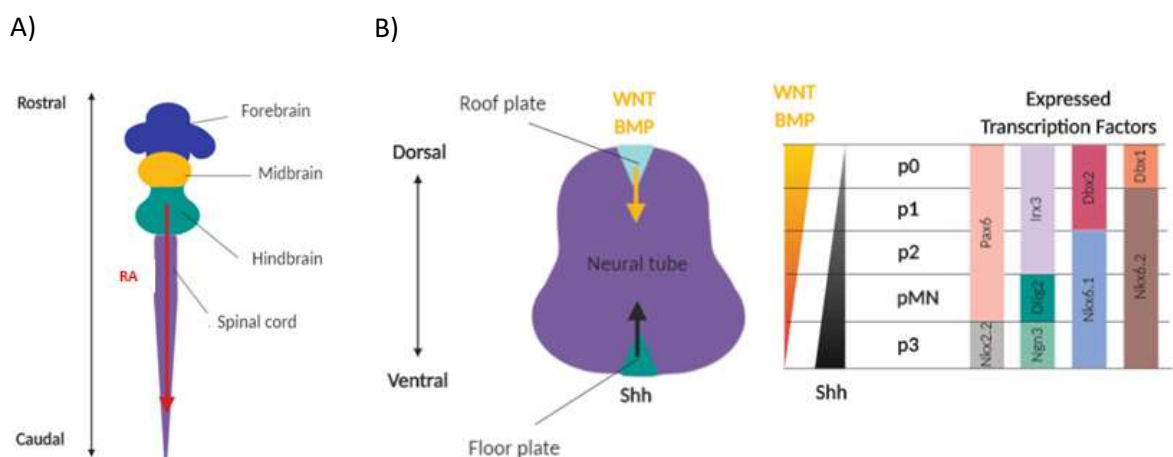 A)
B)
Rostral
Forebrain
Midbrain
Hindbrain
RA
Spinal cord
Caudal
Roof plate
WNT
BMP
Dorsal
Neural tube
Ventral
Shh
Floor plate
WNT
BMP
Shh
p0
p1
p2
pMN
p3
Expressed
Transcription Factors
Pax6
Nkx2.2
Irx3
Olig2
Ngn3
Dbx2
Nkx6.1
Dbx1
Nkx6.2